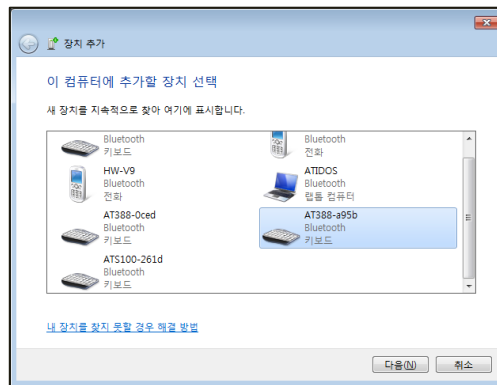 장치 추가
이 컴퓨터에 추가할 장치 선택
새 장치를 지속적으로 찾아 여기에 표시합니다.
Bluetooth
키보드
Bluetooth
전화
HW-V9
Bluetooth
전화
ATIDOS
Bluetooth
랩톱 컴퓨터
AT388-0ced
Bluetooth
키보드
AT388-a95b
Bluetooth
키보드
ATS100-261d
Bluetooth
키보드
내 장치를 찾지 못할 경우 해결 방법
다음(N)
취소